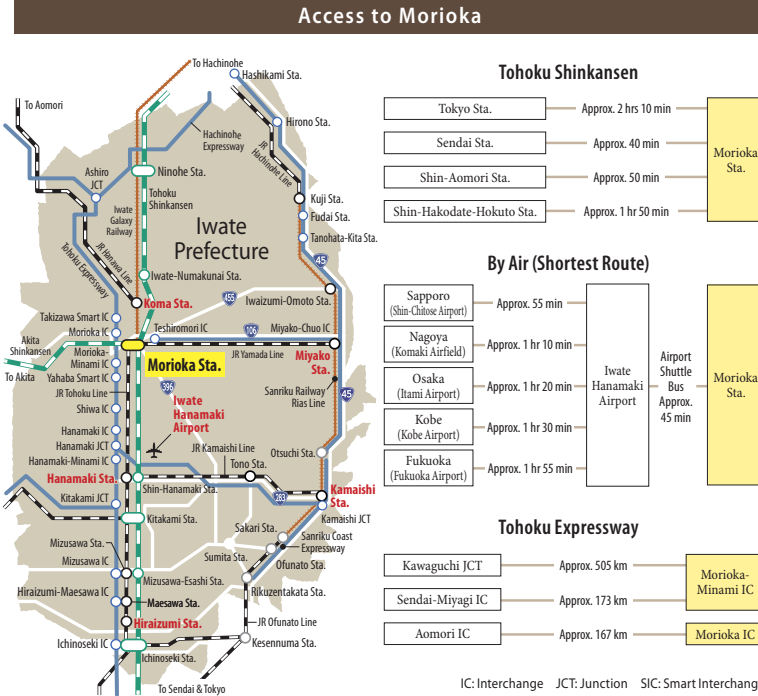 Access to Morioka
To Hachinohe
Hashikami Sta.
To Aomori
Hirono Sta.
Hachinohe
Expressway
JR
Hachinohe Line
Ashiro
JCT
Ninohe Sta.
Tohoku
Shinkansen
Kuji Sta.
Iwate
Galaxy
Railway
Fudai Sta.
Iwate
Prefecture
Tanohata-Kita Sta.
JR Hanawa Line
Tohoku Expressway
45
Iwate-Numakunai Sta.
455
Iwaizumi-Omoto Sta.
Koma Sta.
Takizawa Smart IC
Teshiromori IC
Miyako-Chuo IC
Morioka IC
106
Akita
Shinkansen
Morioka-
Minami IC
JR Yamada Line
Miyako
Sta.
Morioka Sta.
To Akita
Yahaba Smart IC
396
JR Tohoku Line
Sanriku Railway
Rias Line
45
Shiwa IC
Iwate
Hanamaki
Airport
Hanamaki IC
Hanamaki JCT
JR Kamaishi Line
Otsuchi Sta.
Hanamaki-Minami IC
Tono Sta.
Hanamaki Sta.
Shin-Hanamaki Sta.
283
Kamaishi
Sta.
Kitakami JCT
Kamaishi JCT
Kitakami Sta.
Sakari Sta.
Sanriku Coast
Expressway
Mizusawa Sta.
Sumita Sta.
Mizusawa IC
Ofunato Sta.
Mizusawa-Esashi Sta.
Hiraizumi-Maesawa IC
Rikuzentakata Sta.
Maesawa Sta.
Hiraizumi Sta.
JR Ofunato Line
Ichinoseki IC
Kesennuma Sta.
Ichinoseki Sta.
To Sendai & Tokyo
Tohoku Shinkansen
Tokyo Sta. Approx. 2 hrs 10 min
Sendai Sta. Approx. 40 min
Shin-Aomori Sta. Approx. 50 min
Shin-Hakodate-Hokuto Sta. Approx. 1 hr 50 min
Morioka
Sta.
By Air (Shortest Route)
Sapporo
(Shin-Chitose Airport)
Approx. 55 min
Nagoya
(Komaki Airfield)
Approx. 1 hr 10 min
Osaka
(Itami Airport)
Approx. 1 hr 20 min
Kobe
(Kobe Airport)
Approx. 1 hr 30 min
Fukuoka
(Fukuoka Airport)
Approx. 1 hr 55 min
Iwate
Hanamaki
Airport
Airport
Shuttle
Bus
Approx.
45 min
Morioka
Sta.
Tohoku Expressway
Kawaguchi JCT Approx. 505 km
Sendai-Miyagi IC Approx. 173 km
Morioka-
Minami IC
Aomori IC Approx. 167 km Morioka IC
IC: Interchange JCT: Junction SIC: Smart Interchang